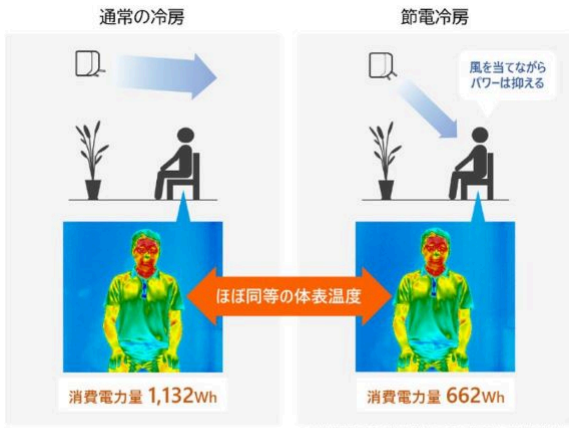 通常の冷房
節電冷房
風を当てながら
パワーは抑える
ほぼ同等の体表温度
消費電力量 1,132Wh
消費電力量 662Wh